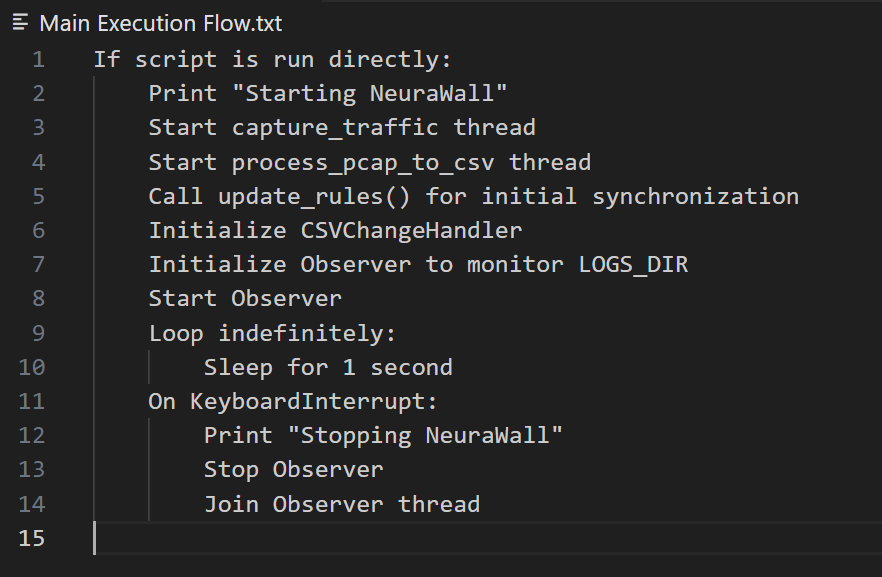 Main Execution Flow.txt
1 If script is run directly:
2 Print "Starting NeuraWall"
3 Start capture_traffic thread
4 Start process_pcap_to_csv thread
5 Call update_rules() for initial synchronization
6 Initialize CSVChangeHandler
7 Initialize Observer to monitor LOGS_DIR
8 Start Observer
9 Loop indefinitely:
10 Sleep for 1 second
11 On KeyboardInterrupt:
12 Print "Stopping NeuraWall"
13 Stop Observer
14 Join Observer thread
15